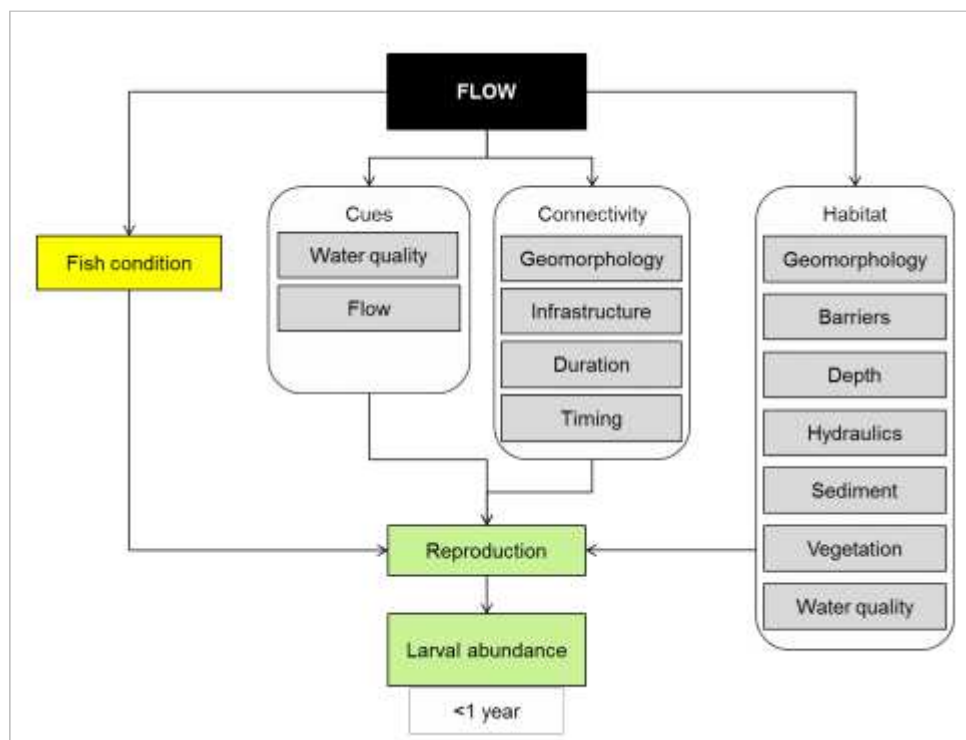 FLOW
Fish condition
Cues
Water quality
Flow
Connectivity
Geomorphology
Infrastructure
Duration
Timing
Habitat
Geomorphology
Barriers
Depth
Hydraulics
Sediment
Vegetation
Water quality
Reproduction
Larval abundance
<1 year